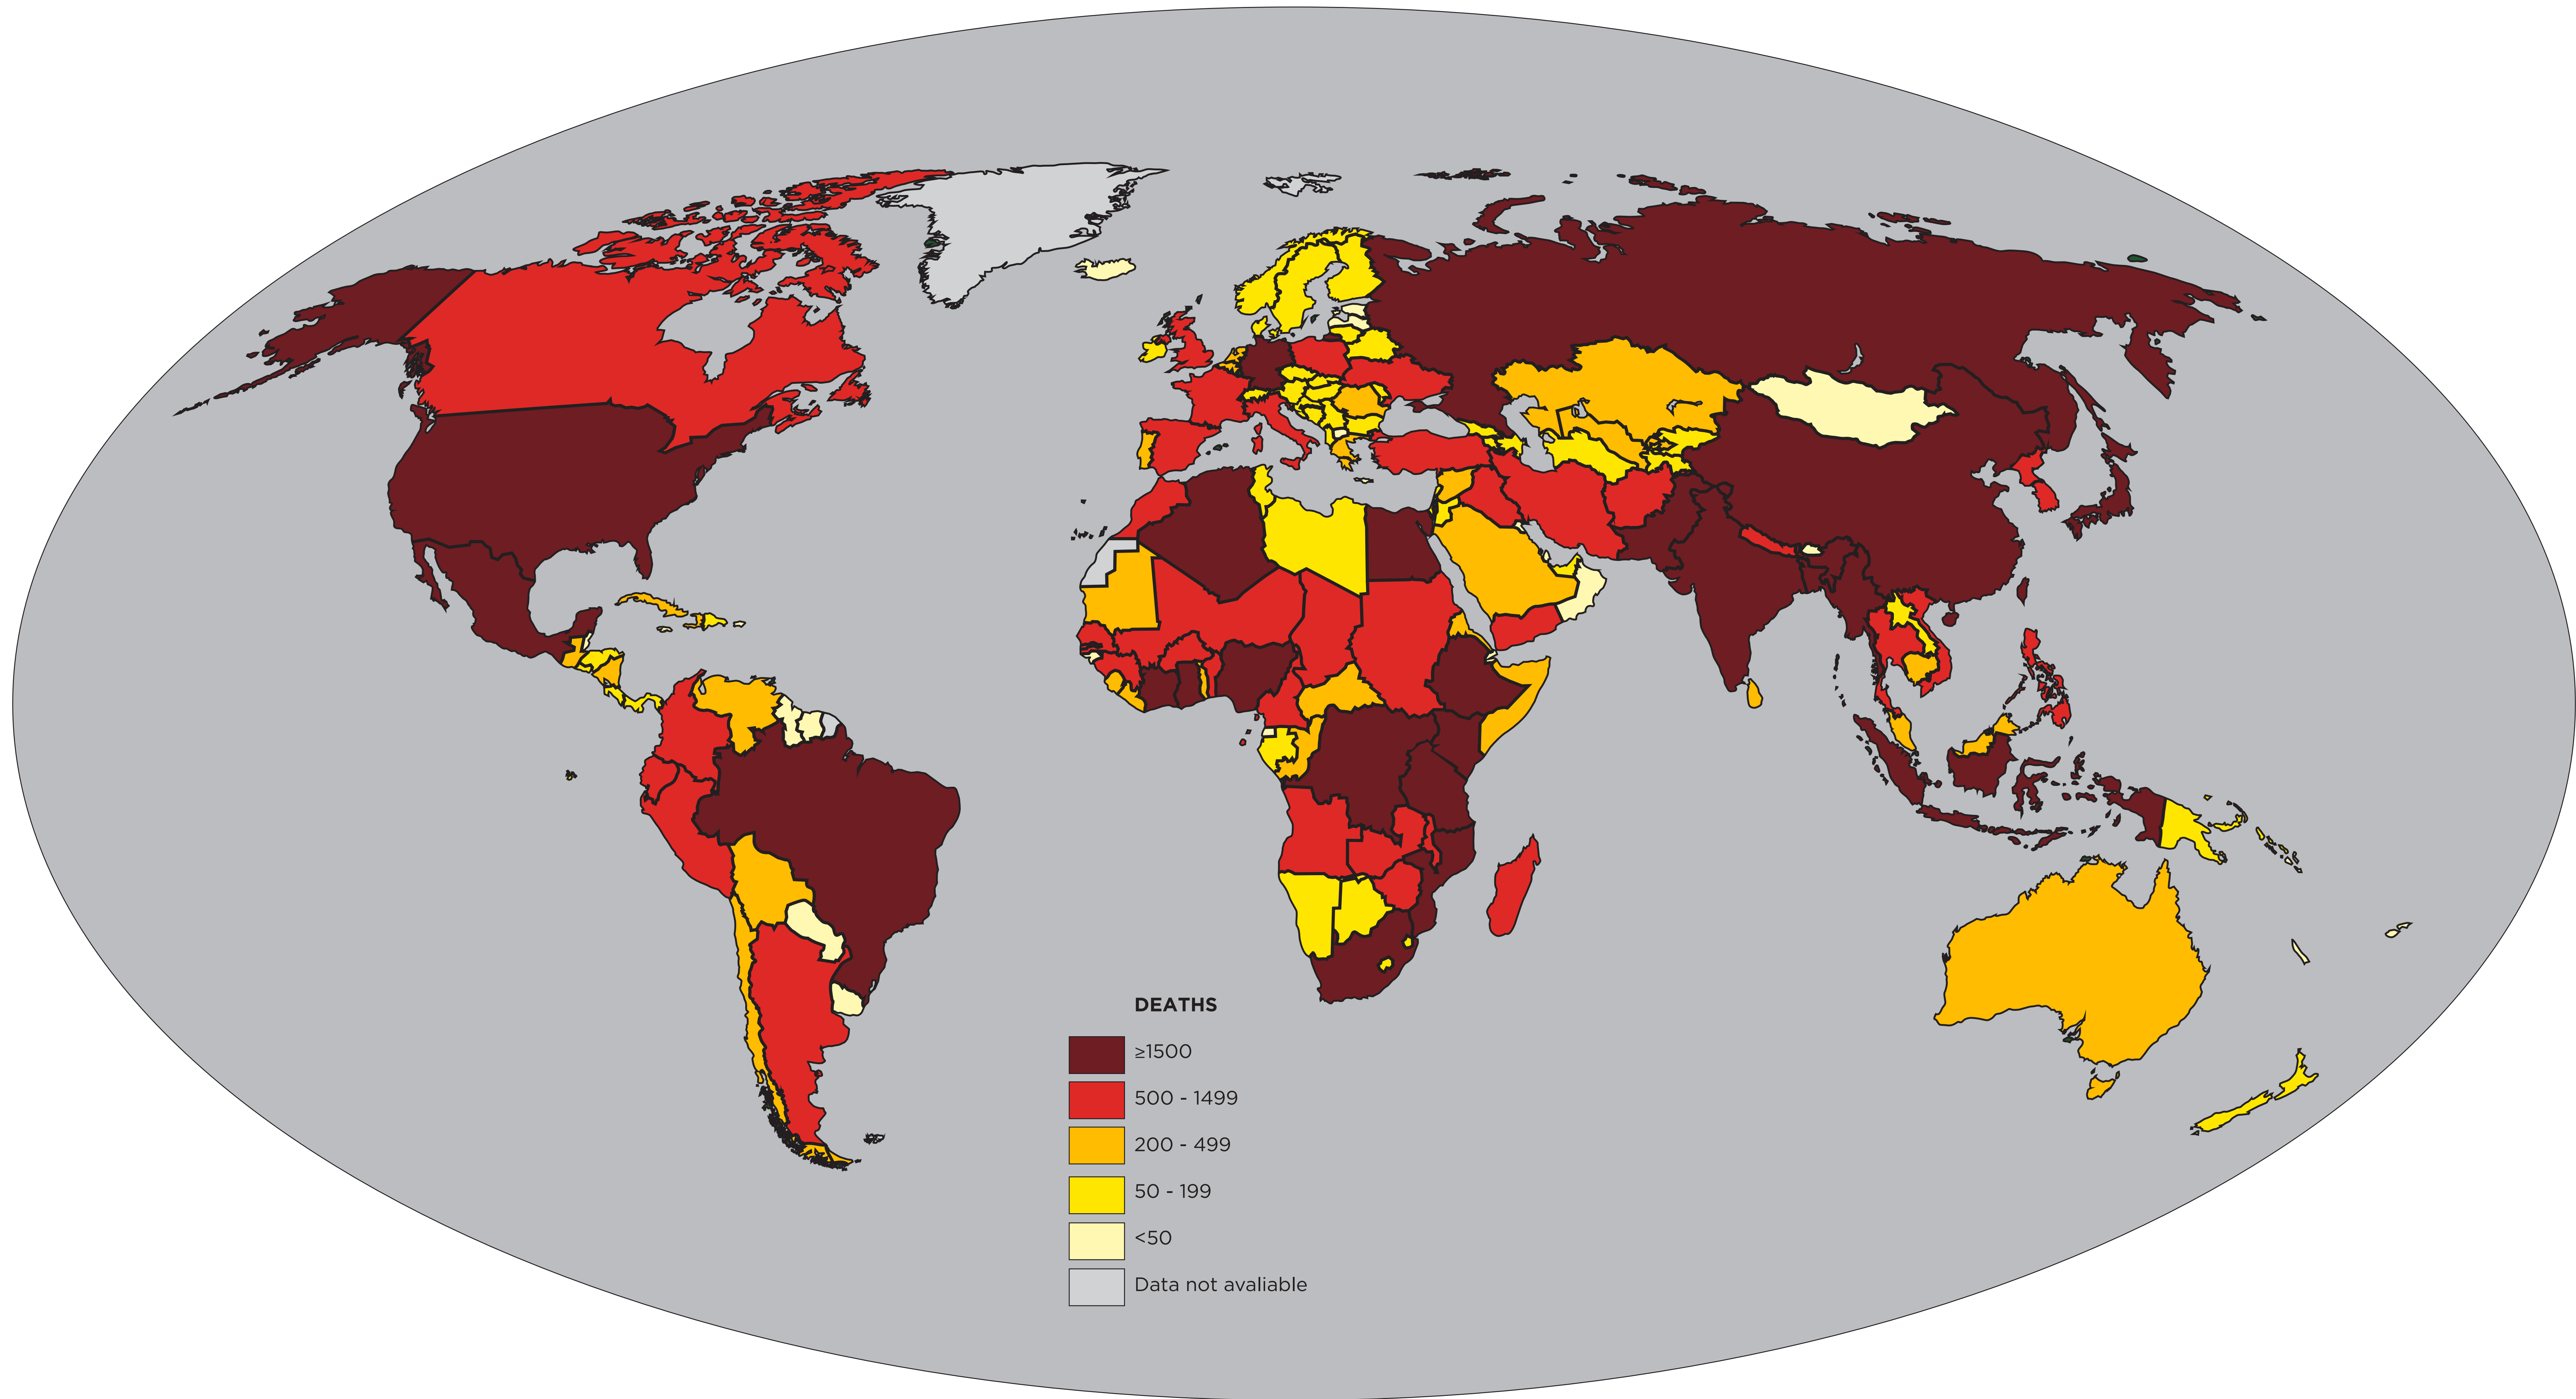 DEATHS
≥1500
500 - 1499
200 - 499
50 - 199
<50
Data not avaliable